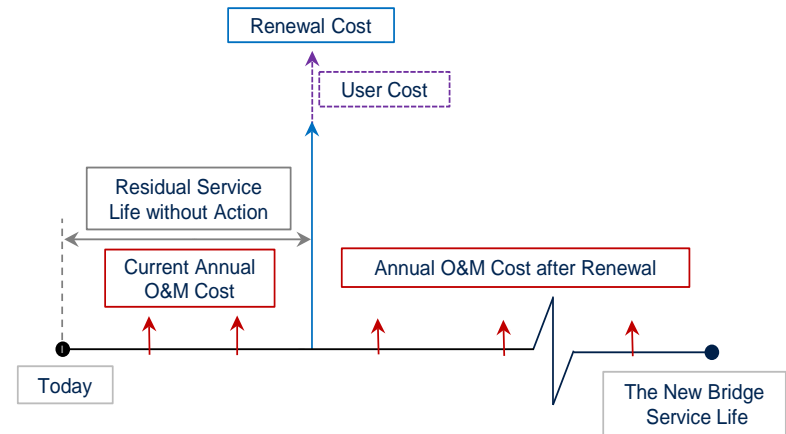 Renewal Cost
User Cost
Residual Service
Life without Action
Current Annual
O&M Cost
Annual O&M Cost after Renewal
Today
The New Bridge
Service Life